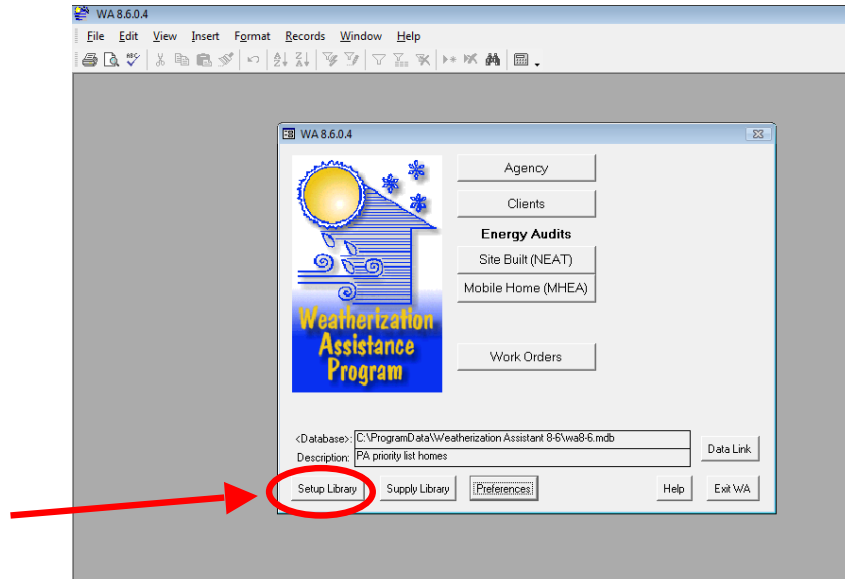 WA 8.6.0.4
File Edit View Insert Format Records Window Help
WA 8.6.0.4
Agency
Clients
Energy Audits
Site Built (NEAT)
Mobile Home (MHEA)
Weatherization
Assistance
Program
Work Orders
<Database>: C:\ProgramData\Weatherization Assistant 8-6\wa8-6.mdb
Description: PA priority list homes
Data Link
Setup Library Supply Library Preferences Help Exit WA